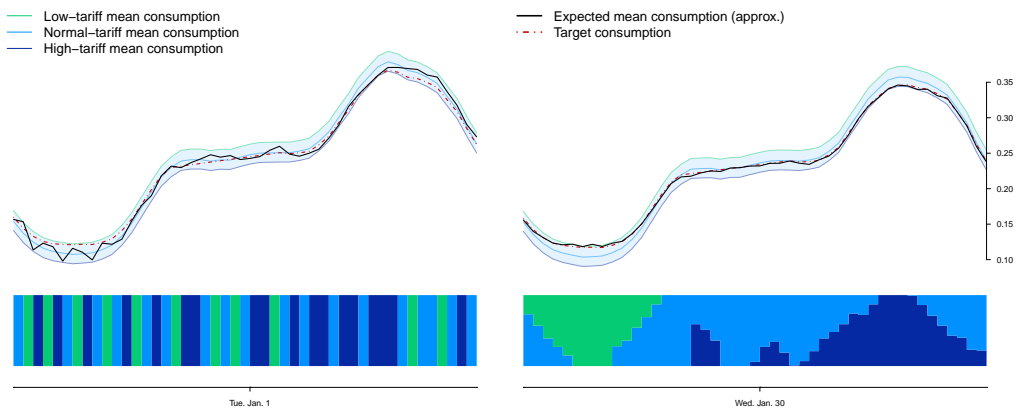 Low−tariff mean consumption
Normal−tariff mean consumption
High−tariff mean consumption
Expected mean consumption (approx.)
Target consumption
0.35
0.30
0.25
0.20
0.15
0.10
Tue. Jan. 1
Wed. Jan. 30